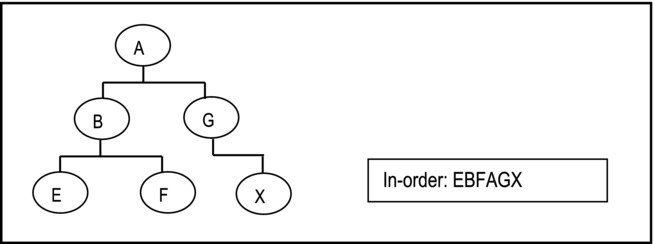 A
B G
E F X
In-order: EBFAGX